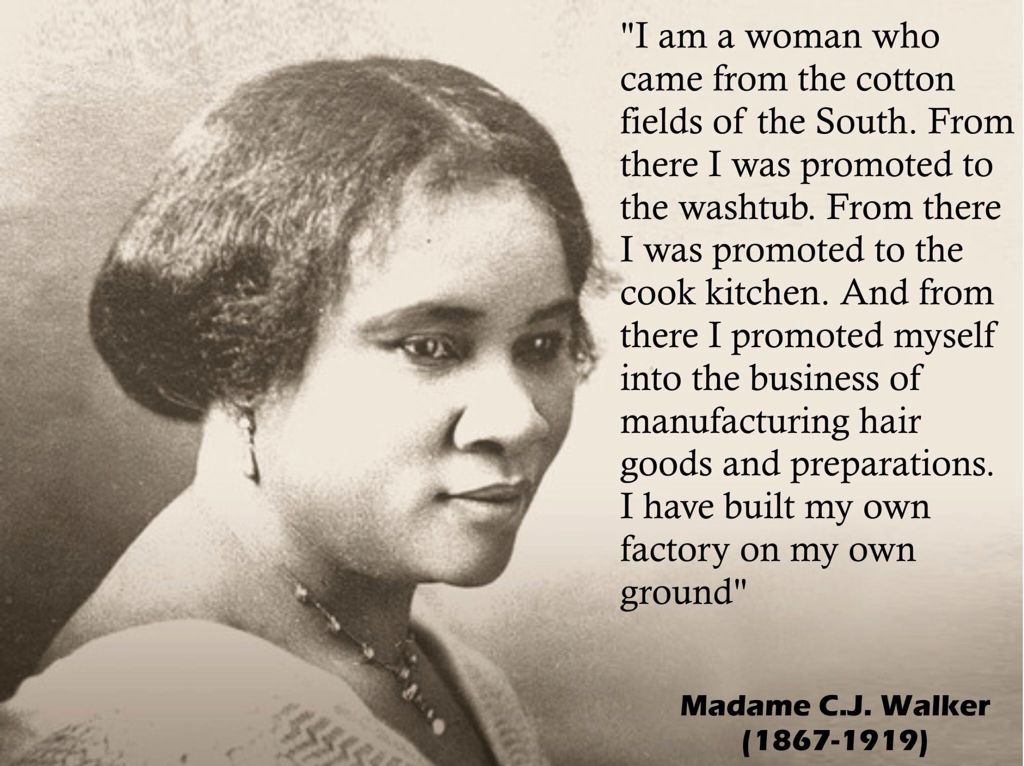 "I am a woman who
came from the cotton
fields of the South. From
there I was promoted to
the washtub. From there
I was promoted to the
cook kitchen. And from
there I promoted myself
into the business of
manufacturing hair
goods and preparations.
I have built my own
factory on my own
ground"
Madame C.J. Walker
(1867-1919)